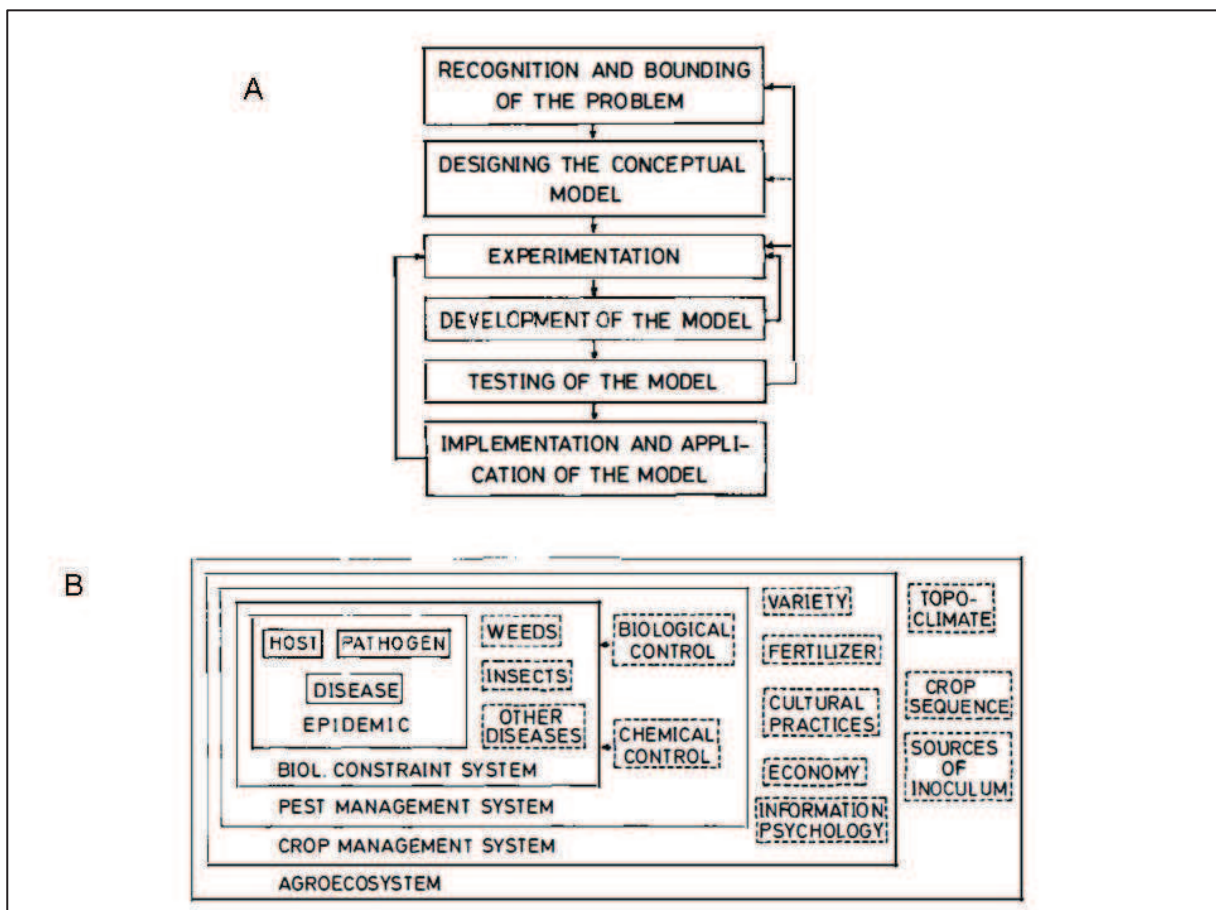 A
RECOGNITION AND BOUNDING
OF THE PROBLEM
DESIGNING THE CONCEPTUAL
MODEL
EXPERIMENTATION
DEVELOPMENT OF THE MODEL
TESTING OF THE MODEL
IMPLEMENTATION AND APPLI-
CATION OF THE MODEL
B
HOST
PATHOGEN
DISEASE
EPIDEMIC
WEEDS
INSECTS
OTHER
DISEASES
BIOL. CONSTRAINT SYSTEM
BIOLOGICAL
CONTROL
CHEMICAL
CONTROL
PEST MANAGEMENT SYSTEM
VARIETY
FERTILIZER
CULTURAL
PRACTICES
ECONOMY
INFORMATION
PSYCHOLOGY
CROP MANAGEMENT SYSTEM
TOPO-
CLIMATE
CROP
SEQUENCE
SOURCES
OF
INOCULUM
AGROECOSYSTEM